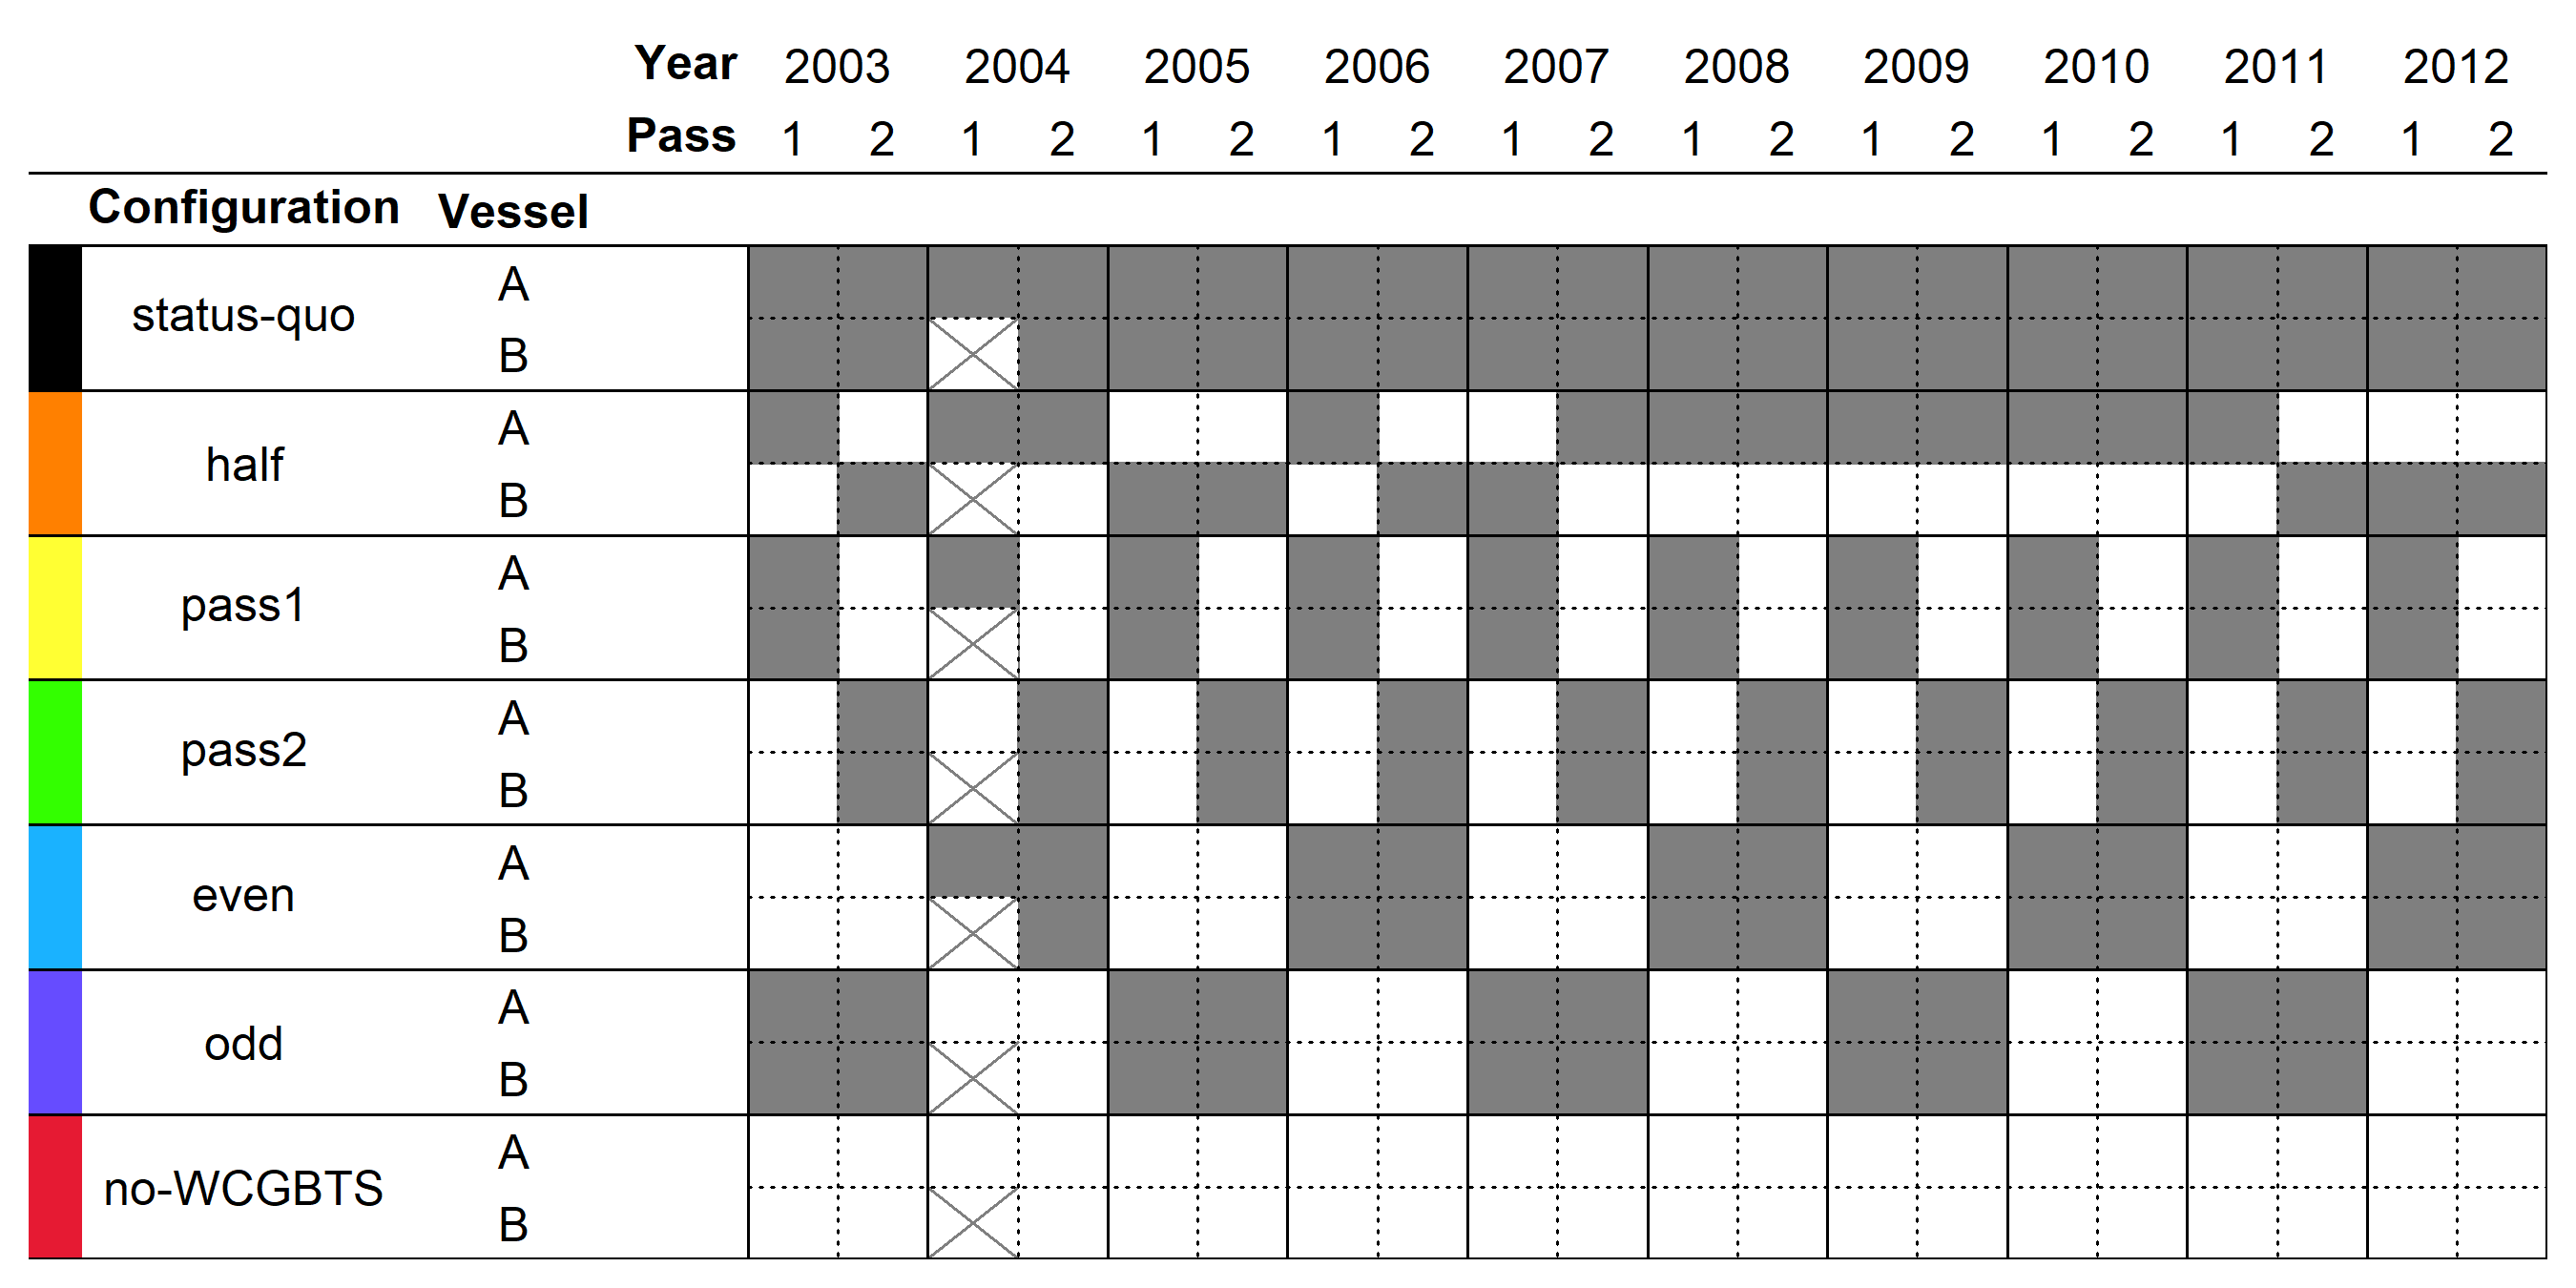 Year 2003 2004 2005 2006 2007 2008 2009 2010 2011 2012
Pass 1 2 1 2 1 2 1 2 1 2 1 2 1 2 1 2 1 2 1 2
Configuration Vessel
status-quo
A
B
half
A
B
pass1
A
B
pass2
A
B
even
A
B
odd
A
B
no-WCGBTS
A
B